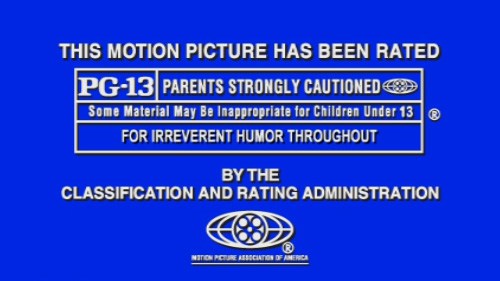 THIS MOTION PICTURE HAS BEEN RATED
PG-13 PARENTS STRONGLY CAUTIONED
Some Material May Be Inappropriate for Children Under 13 ®
FOR IRREVERENT HUMOR THROUGHOUT
BY THE
CLASSIFICATION AND RATING ADMINISTRATION
®
MOTION PICTURE ASSOCIATION OF AMERICA